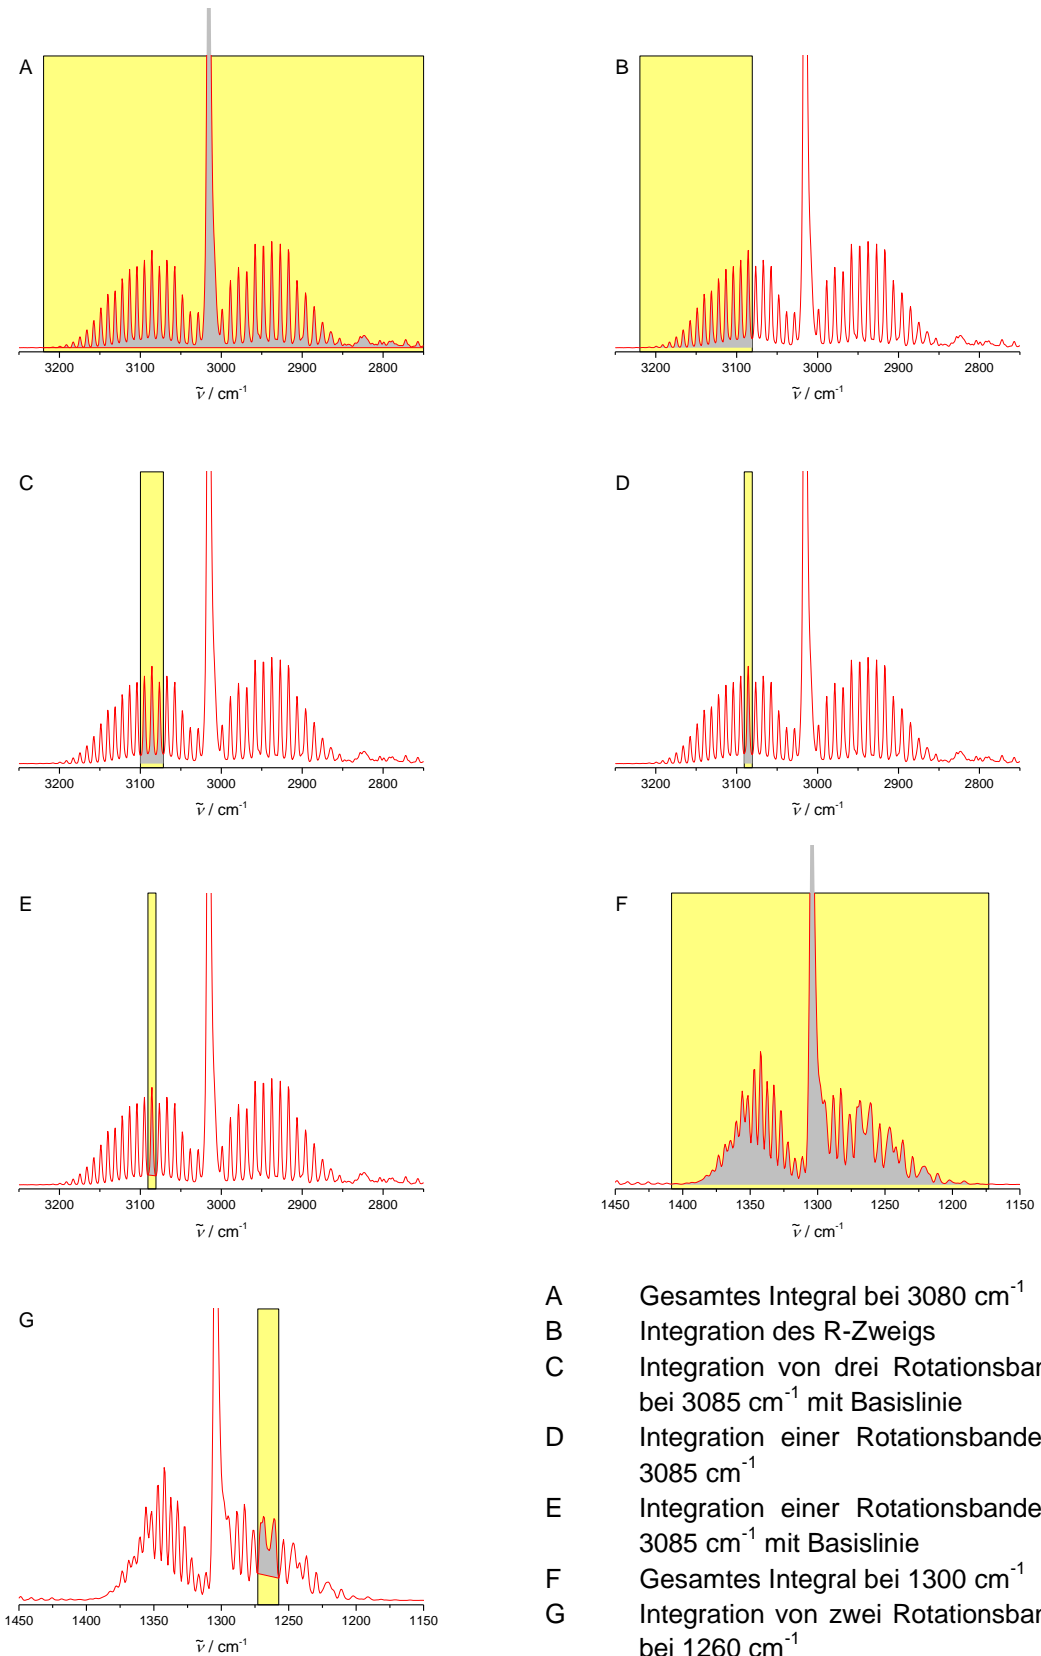 A
B
3200 3100 3000 2900 2800
ṽ / cm-1
3200 3100 3000 2900 2800
ṽ / cm-1
C
D
3200 3100 3000 2900 2800
ṽ / cm-1
3200 3100 3000 2900 2800
ṽ / cm-1
E
F
3200 3100 3000 2900 2800
ṽ / cm-1
1450 1400 1350 1300 1250 1200 1150
ṽ / cm-1
G
1450 1400 1350 1300 1250 1200 1150
ṽ / cm-1
A Gesamtes Integral bei 3080 cm-1
B Integration des R-Zweigs
C Integration von drei Rotationsbar
bei 3085 cm-1 mit Basislinie
D Integration einer Rotationsbande
3085 cm-1
E Integration einer Rotationsbande
3085 cm-1 mit Basislinie
F Gesamtes Integral bei 1300 cm-1
G Integration von zwei Rotationsbar
bei 1260 cm-1